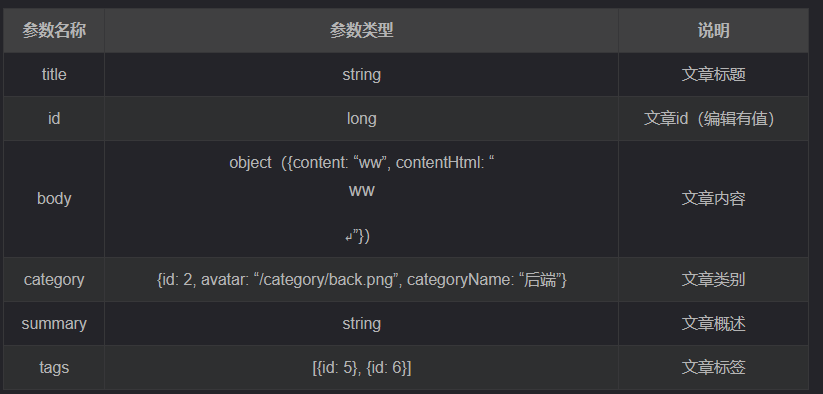 参数名称 参数类型 说明
title string 文章标题
id long 文章id（编辑有值）
object（{content: “ww”, contentHtml: “
ww
body 文章内容
↲”}）
category {id: 2, avatar: “/category/back.png”, categoryName: “后端”} 文章类别
summary string 文章概述
tags [{id: 5}, {id: 6}] 文章标签